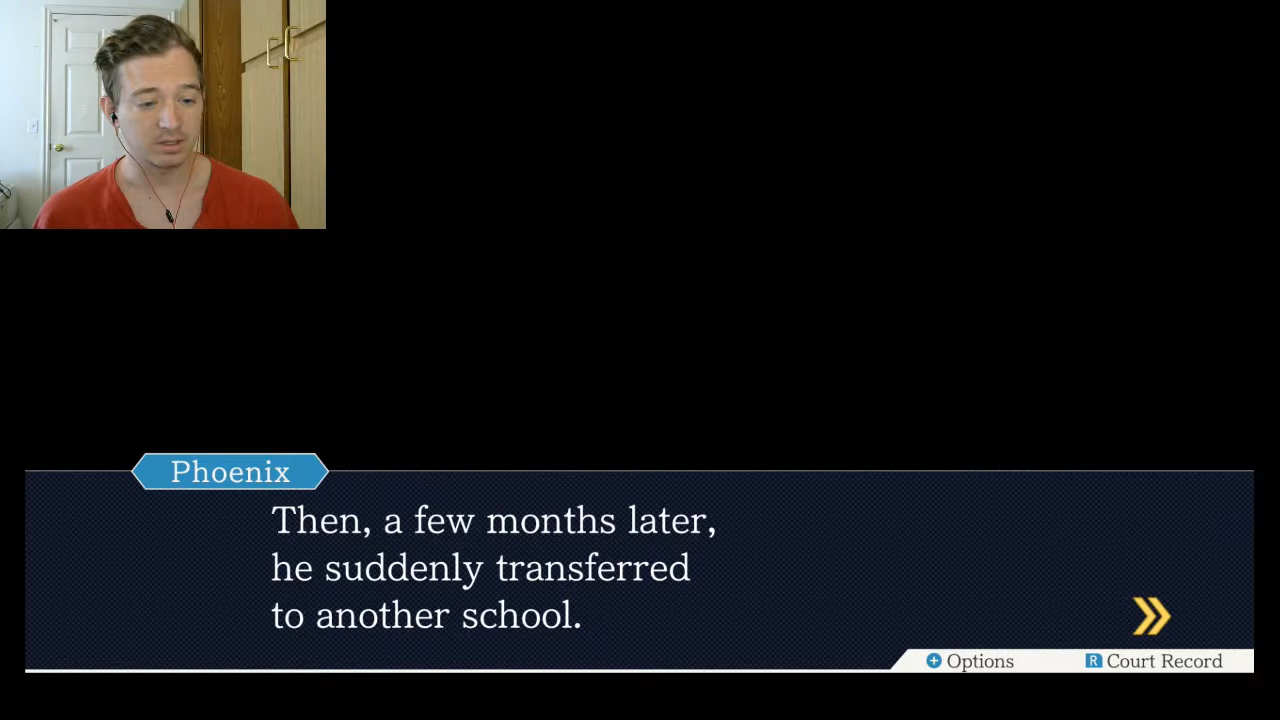 Phoenix
Then, a few months later,
he suddenly transferred
to another school.
+ Options
R Court Record